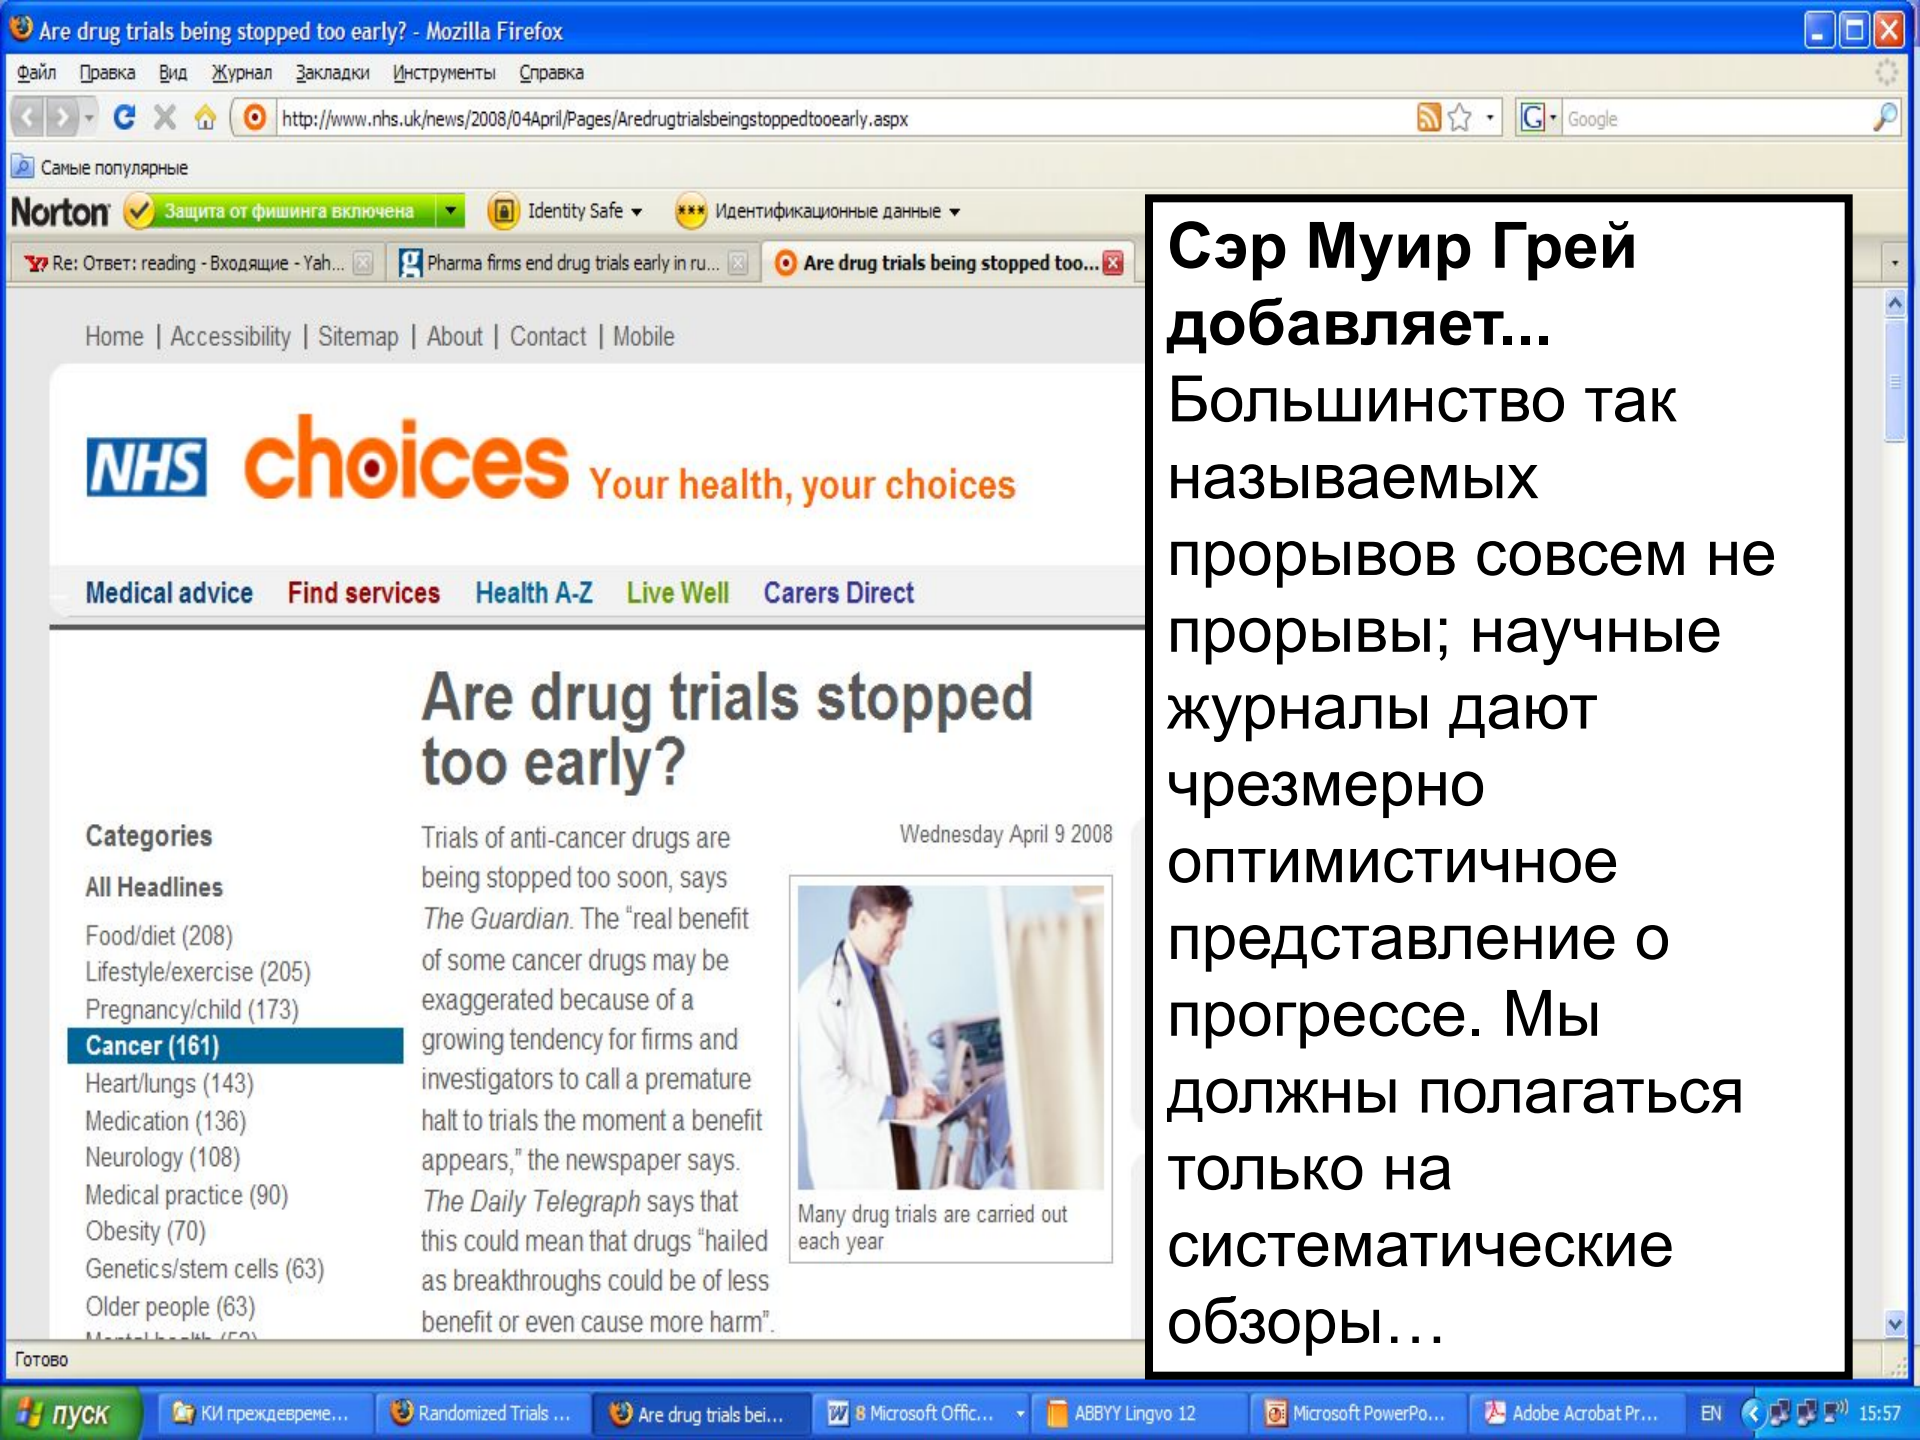 Are drug trials being stopped too early? - Mozilla Firefox
Файл Правка Вид Журнал Закладки Инструменты Справка
http://www.nhs.uk/news/2008/04April/Pages/Aredrugtrialsbeingstoppedtooearly.aspx
Google
Самые популярные
Norton Защита от фишинга включена Identity Safe Идентификационные данные
Re: Ответ: reading - Входящие - Yah... Pharma firms end drug trials early in ru... Are drug trials being stopped too...
Home | Accessibility | Sitemap | About | Contact | Mobile
NHS choices Your health, your choices
Medical advice Find services Health A-Z Live Well Carers Direct
Are drug trials stopped
too early?
Categories
All Headlines
Food/diet (208)
Lifestyle/exercise (205)
Pregnancy/child (173)
Cancer (161)
Heart/lungs (143)
Medication (136)
Neurology (108)
Medical practice (90)
Obesity (70)
Genetics/stem cells (63)
Older people (63)
Mental health (52)
Trials of anti-cancer drugs are
being stopped too soon, says
The Guardian. The “real benefit
of some cancer drugs may be
exaggerated because of a
growing tendency for firms and
investigators to call a premature
halt to trials the moment a benefit
appears,” the newspaper says.
The Daily Telegraph says that
this could mean that drugs “hailed
as breakthroughs could be of less
benefit or even cause more harm”.
Wednesday April 9 2008
Many drug trials are carried out
each year
Сэр Муир Грей
добавляет...
Большинство так
называемых
прорывов совсем не
прорывы; научные
журналы дают
чрезмерно
оптимистичное
представление о
прогрессе. Мы
должны полагаться
только на
систематические
обзоры…
Готово
пуск КИ преждевреме... Randomized Trials ... Are drug trials bei... 8 Microsoft Offic... ABBYY Lingvo 12 Microsoft PowerPo... Adobe Acrobat Pr... EN 15:57